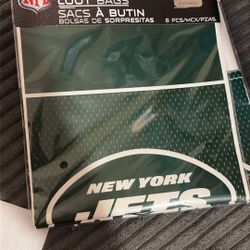 NFL
LOOT BAGS
SACS À BUTIN
BOLSAS DE SORPRESITAS
8 PCS/MCX/PZAS.
NEW YORK
JETS